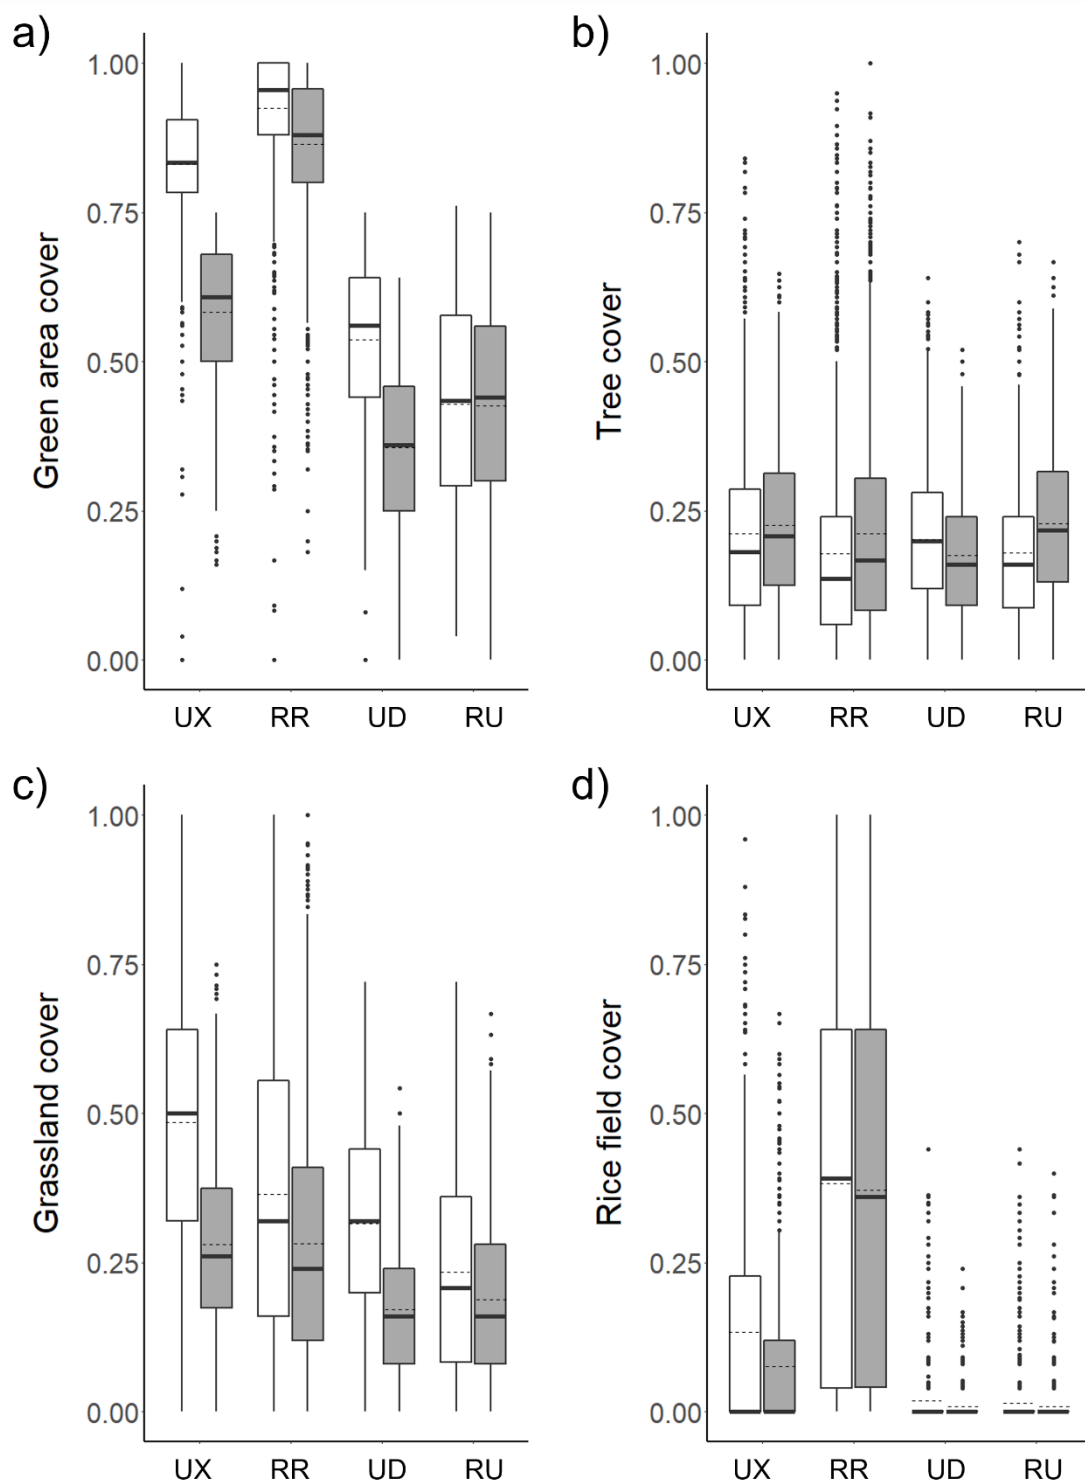 a)
Green area cover
1.00
0.75
0.50
0.25
0.00
UX RR UD RU
b)
Tree cover
1.00
0.75
0.50
0.25
0.00
UX RR UD RU
c)
Grassland cover
1.00
0.75
0.50
0.25
0.00
UX RR UD RU
d)
Rice field cover
1.00
0.75
0.50
0.25
0.00
UX RR UD RU